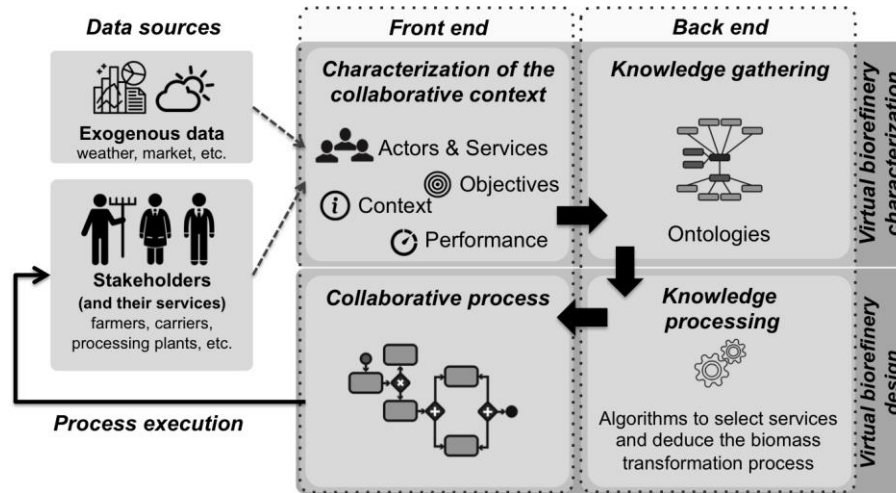 Data sources
Exogenous data
weather, market, etc.
Stakeholders
(and their services)
farmers, carriers,
processing plants, etc.
Process execution
Front end
Characterization of the
collaborative context
Actors & Services
Objectives
i
Context
Performance
Collaborative process
Back end
Knowledge gathering
Ontologies
Knowledge
processing
Algorithms to select services
and deduce the biomass
transformation process
Virtual biorefinery
characterization
Virtual biorefinery
design